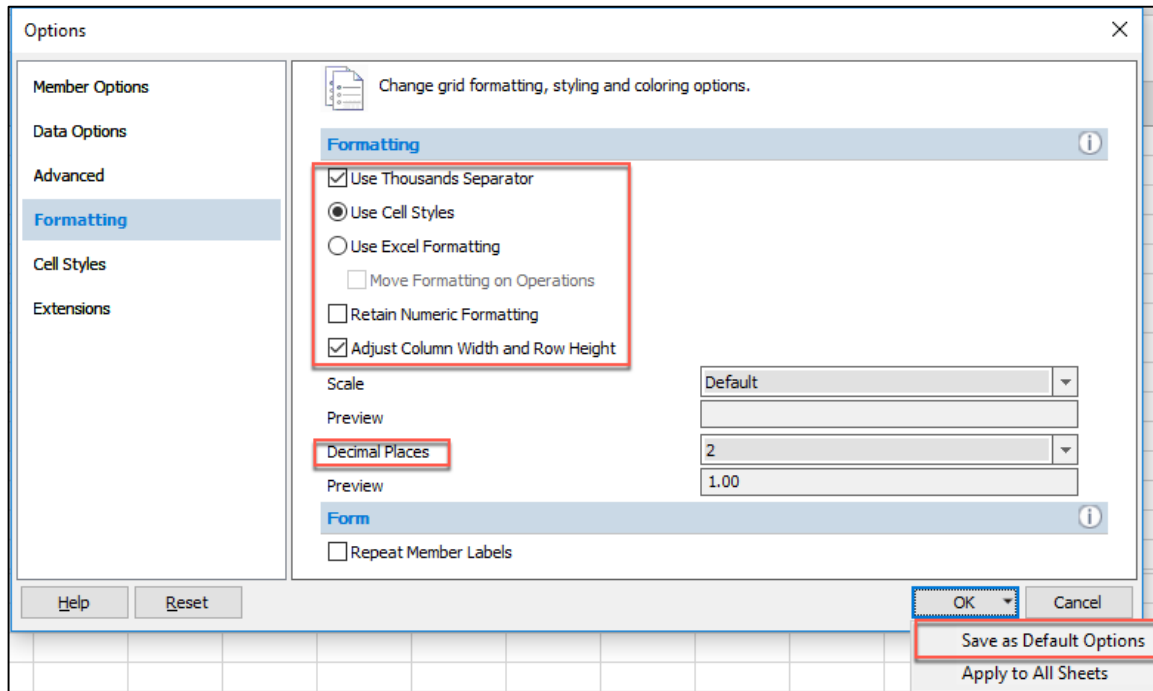 Options
Member Options
Data Options
Advanced
Formatting
Cell Styles
Extensions
Change grid formatting, styling and coloring options.
Formatting
Use Thousands Separator
Use Cell Styles
Use Excel Formatting
Move Formatting on Operations
Retain Numeric Formatting
Adjust Column Width and Row Height
Scale Default
Preview
Decimal Places 2
Preview 1.00
Form
Repeat Member Labels
Help Reset OK Cancel
Save as Default Options
Apply to All Sheets